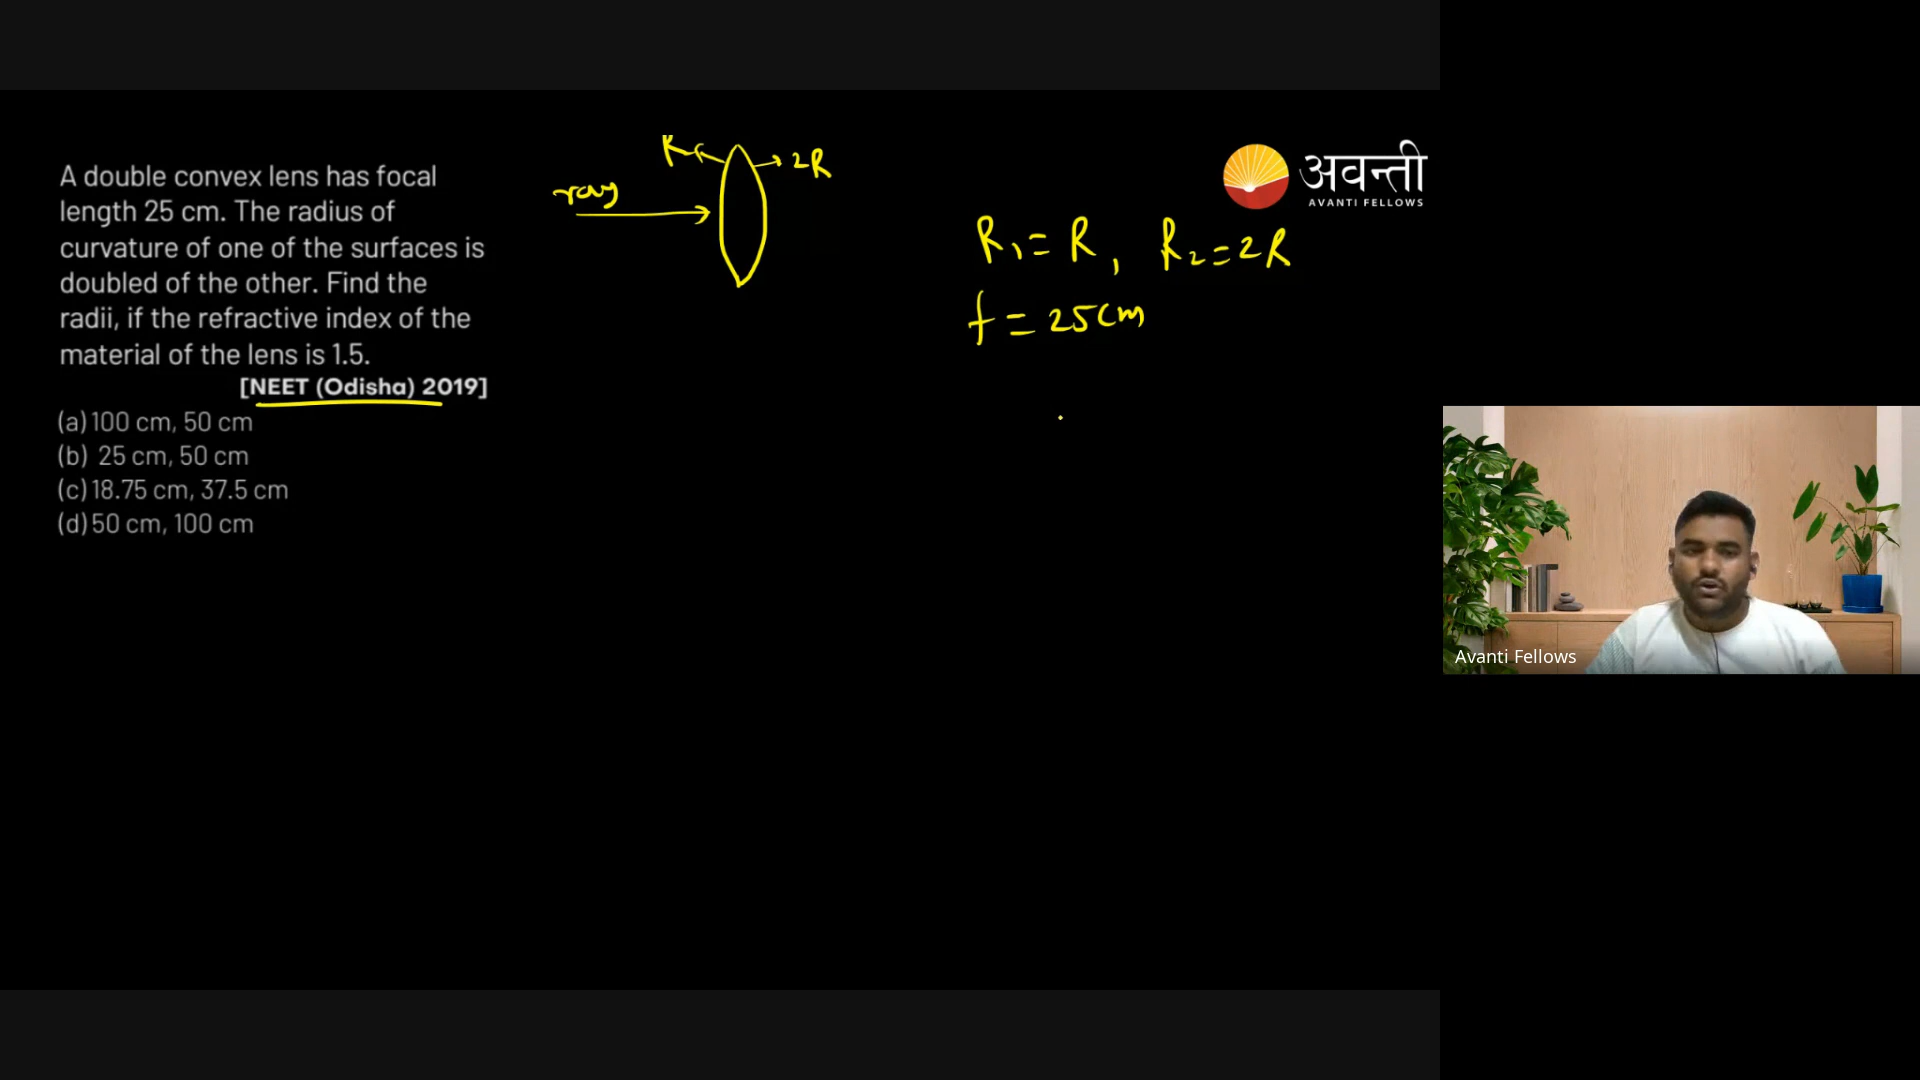 A double convex lens has focal
length 25 cm. The radius of
curvature of one of the surfaces is
doubled of the other. Find the
radii, if the refractive index of the
material of the lens is 1.5.
[NEET (Odisha) 2019]
(a) 100 cm, 50 cm
(b) 25 cm, 50 cm
(c) 18.75 cm, 37.5 cm
(d) 50 cm, 100 cm
R
2R
ray
R₁ = R, R₂ = 2R
f = 25cm
अवन्ती
AVANTI FELLOWS
Avanti Fellows